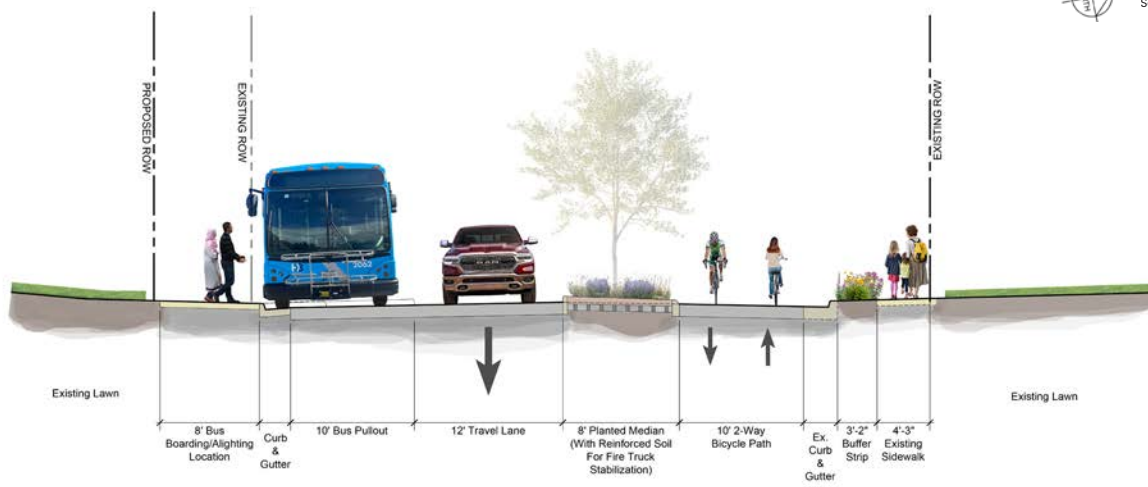 S
PROPOSED ROW
EXISTING ROW
EXISTING ROW
2052
RAM
Existing Lawn
8' Bus
Boarding/Alighting
Location
Curb
&
Gutter
10' Bus Pullout
12' Travel Lane
8' Planted Median
(With Reinforced Soil
For Fire Truck
Stabilization)
10' 2-Way
Bicycle Path
Ex.
Curb
&
Gutter
3'-2"
Buffer
Strip
4'-3"
Existing
Sidewalk
Existing Lawn